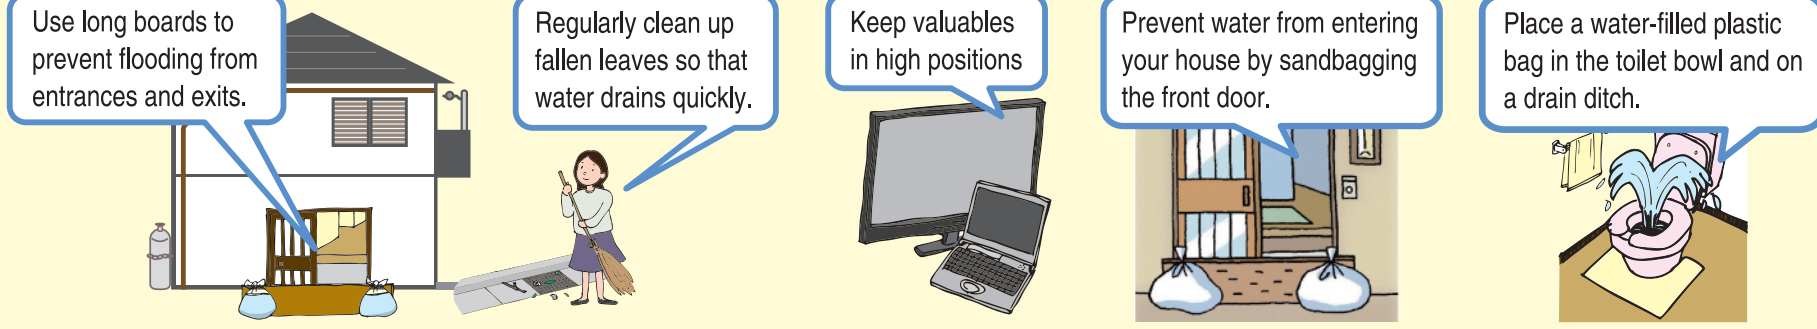 Use long boards to
prevent flooding from
entrances and exits.
Regularly clean up
fallen leaves so that
water drains quickly.
Keep valuables
in high positions
Prevent water from entering
your house by sandbagging
the front door.
Place a water-filled plastic
bag in the toilet bowl and on
a drain ditch.